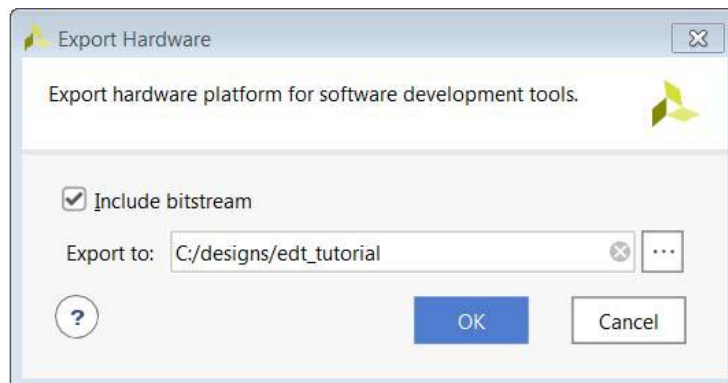 Export Hardware
Export hardware platform for software development tools.
Include bitstream
Export to: C:/designs/edt_tutorial ...
? OK Cancel